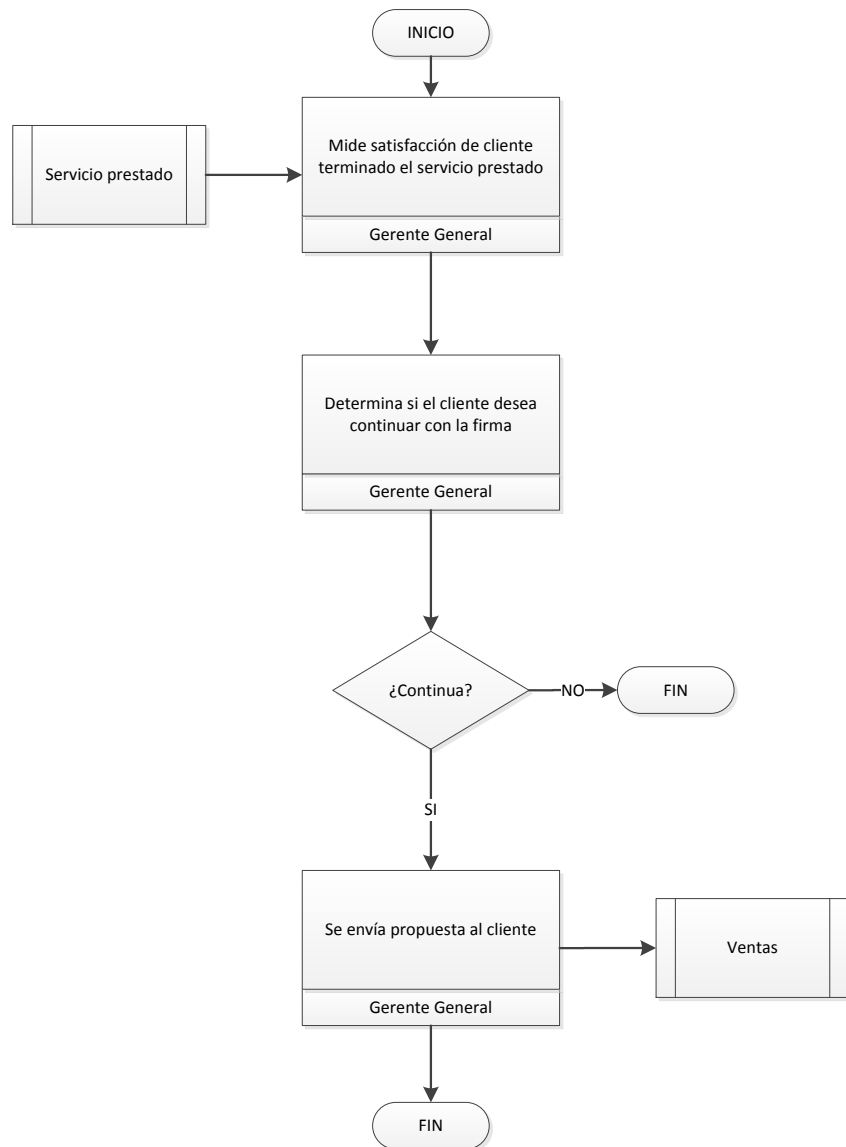 INICIO
Mide satisfacción de cliente
terminado el servicio prestado
Servicio prestado
Gerente General
Determina si el cliente desea
continuar con la firma
Gerente General
¿Continua?
NO
FIN
SI
Se envía propuesta al cliente
Ventas
Gerente General
FIN